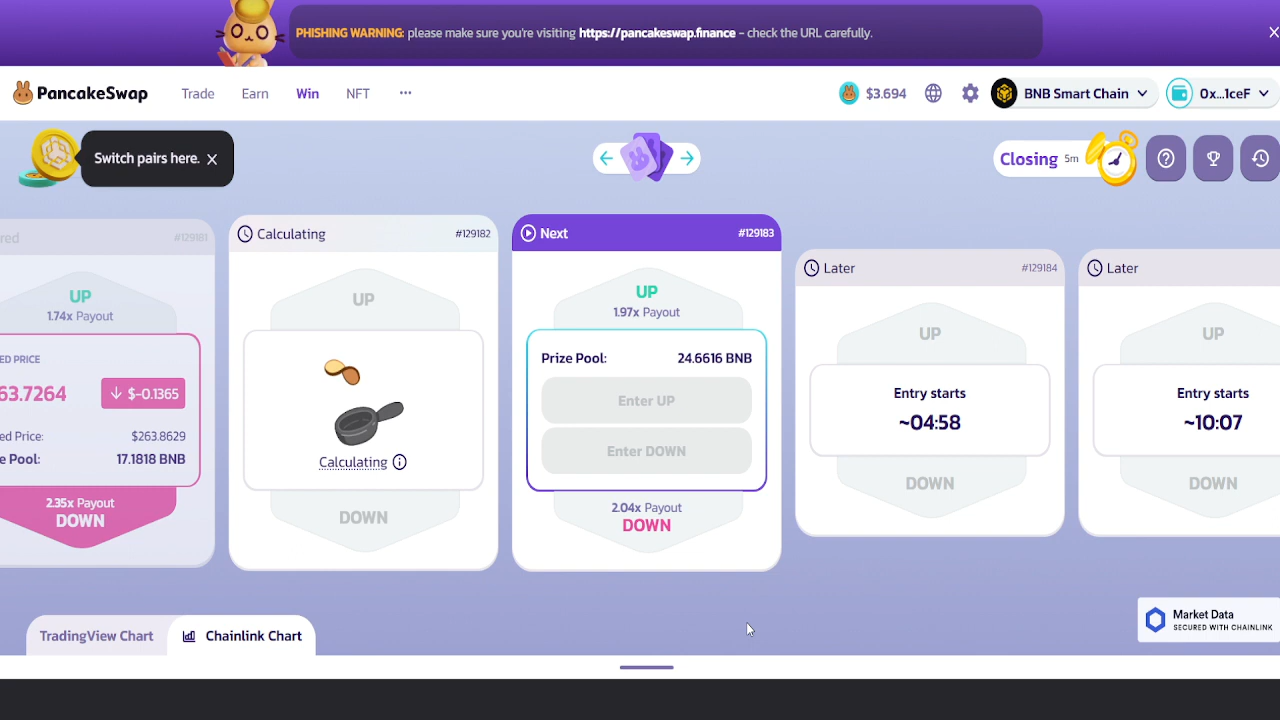 PHISHING WARNING: please make sure you're visiting https://pancakeswap.finance - check the URL carefully.
PancakeSwap
Trade
Earn
Win
NFT
$3.694
BNB Smart Chain
0x...1ceF
Switch pairs here.
Closing 5m
red #129181
UP
1.74x Payout
ED PRICE
63.7264 $-0.1365
ed Price: $263.8629
e Pool: 17.1818 BNB
2.35x Payout
DOWN
Calculating #129182
UP
Calculating
DOWN
Next #129183
UP
1.97x Payout
Prize Pool: 24.6616 BNB
Enter UP
Enter DOWN
2.04x Payout
DOWN
Later #129184
UP
Entry starts
~04:58
DOWN
Later
UP
Entry starts
~10:07
DOWN
Market Data
SECURED WITH CHAINLINK
TradingView Chart
Chainlink Chart